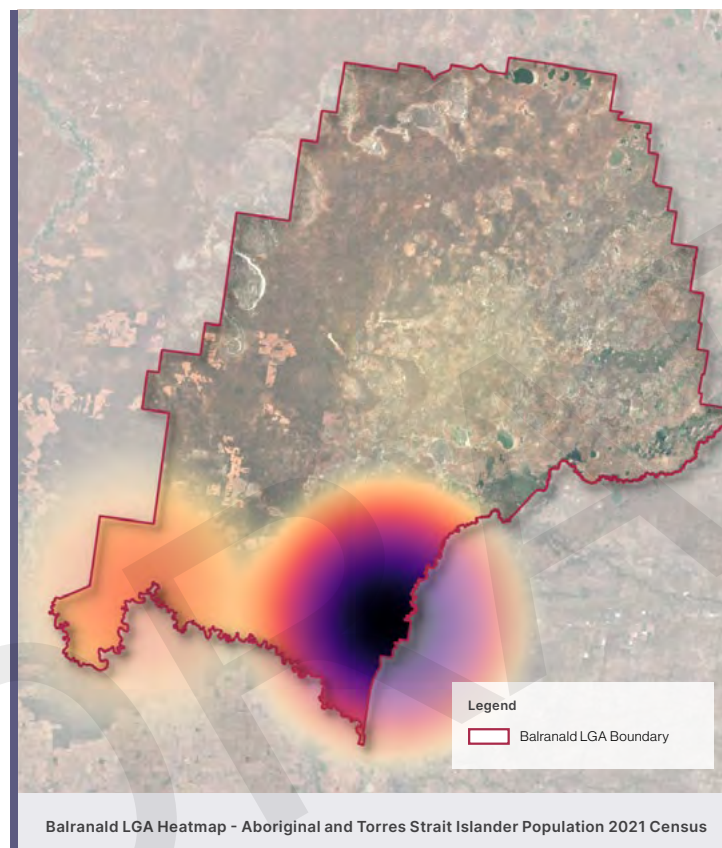 Legend
Balranald LGA Boundary
Balranald LGA Heatmap - Aboriginal and Torres Strait Islander Population 2021 Census